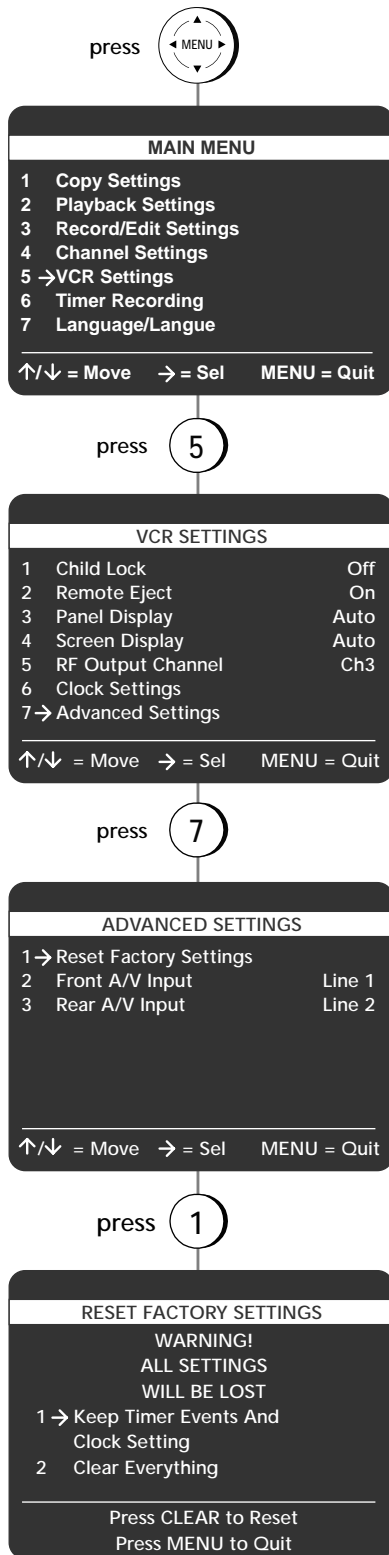 press MENU
MAIN MENU
1 Copy Settings
2 Playback Settings
3 Record/Edit Settings
4 Channel Settings
5 →VCR Settings
6 Timer Recording
7 Language/Langue
↑/↓ = Move → = Sel MENU = Quit
press 5
VCR SETTINGS
1 Child Lock Off
2 Remote Eject On
3 Panel Display Auto
4 Screen Display Auto
5 RF Output Channel Ch3
6 Clock Settings
7→ Advanced Settings
↑/↓ = Move → = Sel MENU = Quit
press 7
ADVANCED SETTINGS
1→ Reset Factory Settings
2 Front A/V Input Line 1
3 Rear A/V Input Line 2
↑/↓ = Move → = Sel MENU = Quit
press 1
RESET FACTORY SETTINGS
WARNING!
ALL SETTINGS
WILL BE LOST
1 → Keep Timer Events And
Clock Setting
2 Clear Everything
Press CLEAR to Reset
Press MENU to Quit